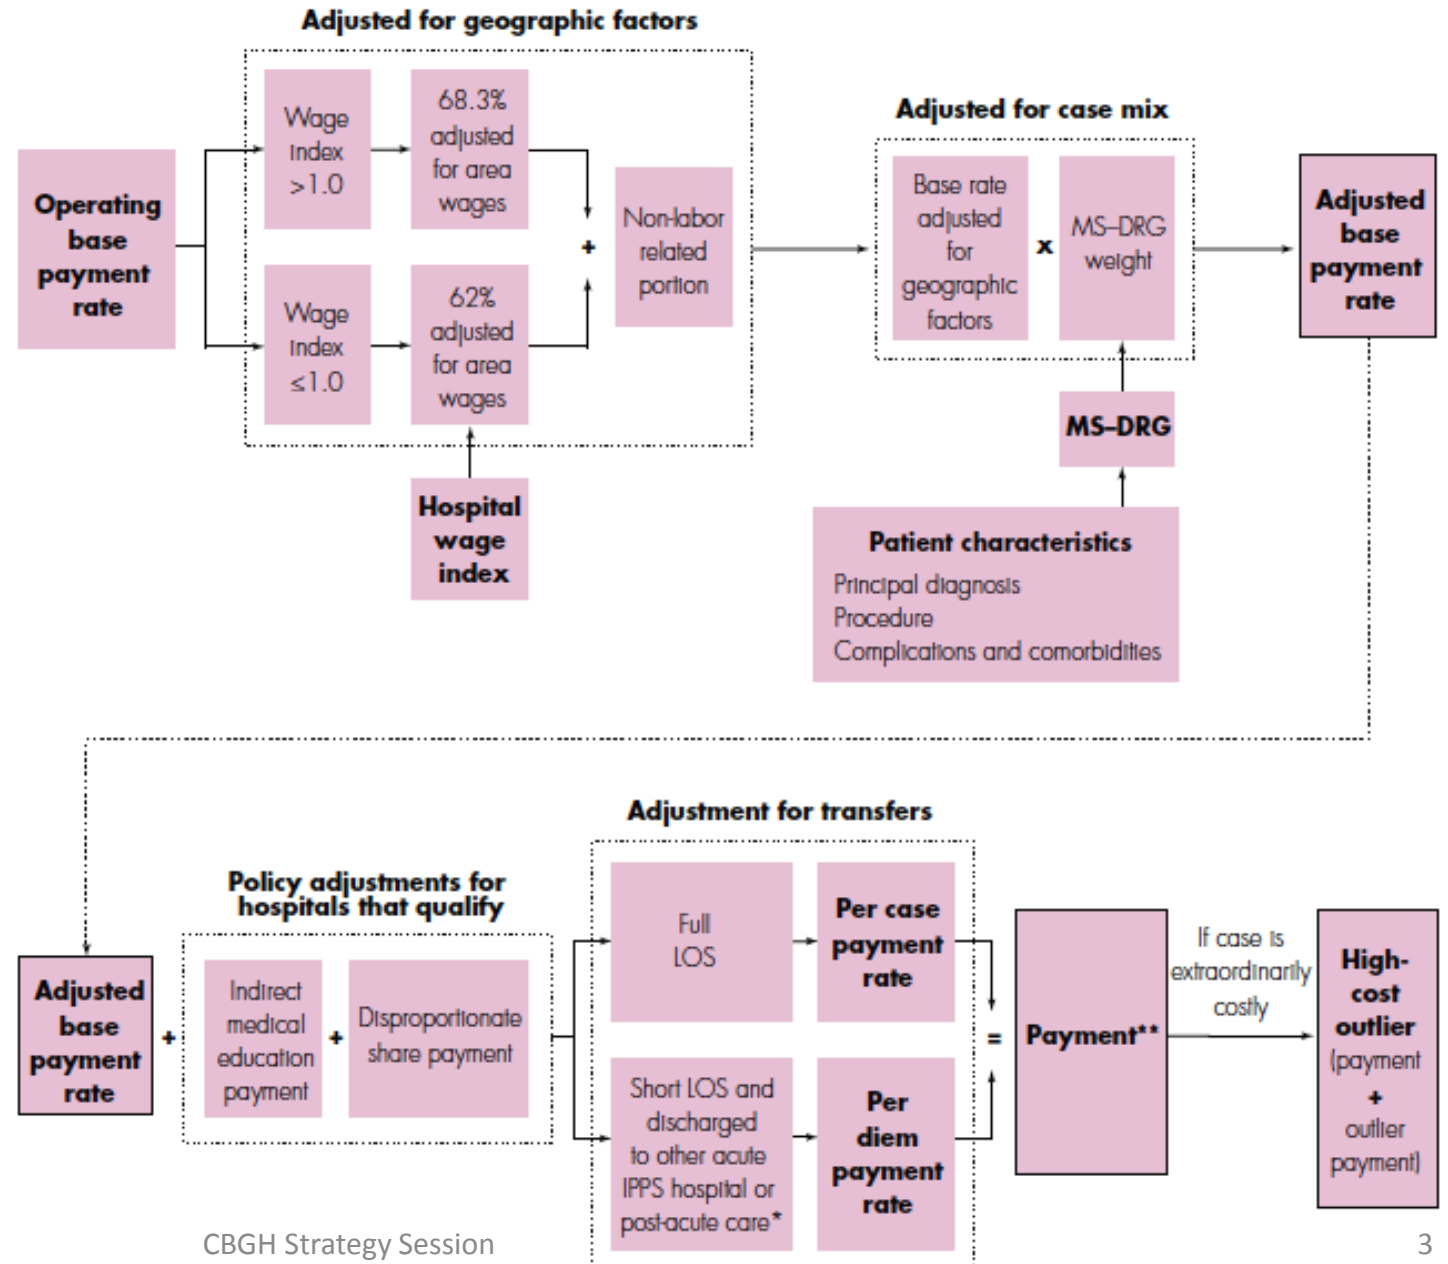 Adjusted for geographic factors
Operating
base
payment
rate
Wage
index
>1.0
68.3%
adjusted
for area
wages
Wage
index
≤1.0
62%
adjusted
for area
wages
+
Non-labor
related
portion
Hospital
wage
index
Adjusted for case mix
Base rate
adjusted
for
geographic
factors
x
MS–DRG
weight
MS–DRG
Patient characteristics
Principal diagnosis
Procedure
Complications and comorbidities
Adjusted
base
payment
rate
Adjusted
base
payment
rate
+
Policy adjustments for
hospitals that qualify
Indirect
medical
education
payment
+
Disproportionate
share payment
Adjustment for transfers
Full
LOS
Per case
payment
rate
Short LOS and
discharged
to other acute
IPPS hospital or
post-acute care*
Per
diem
payment
rate
=
Payment**
If case is
extraordinarily
costly
High-
cost
outlier
(payment
+
outlier
payment)
CBGH Strategy Session
3